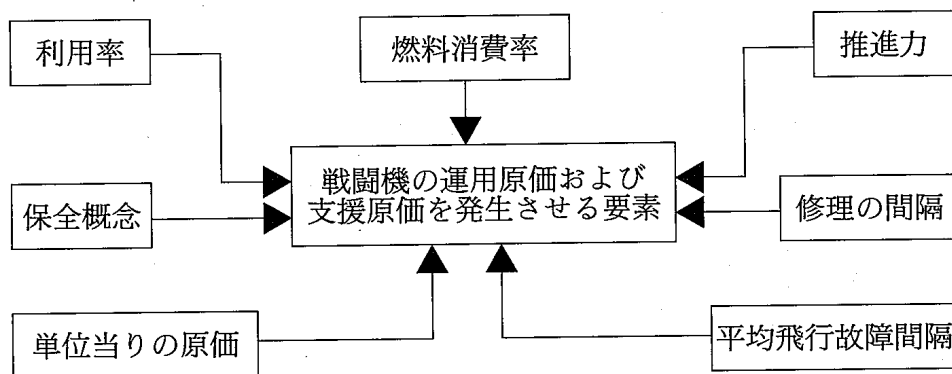 利用率
燃料消費率
推進力
戦闘機の運用原価および
支援原価を発生させる要素
保全概念
修理の間隔
単位当りの原価
平均飛行故障間隔